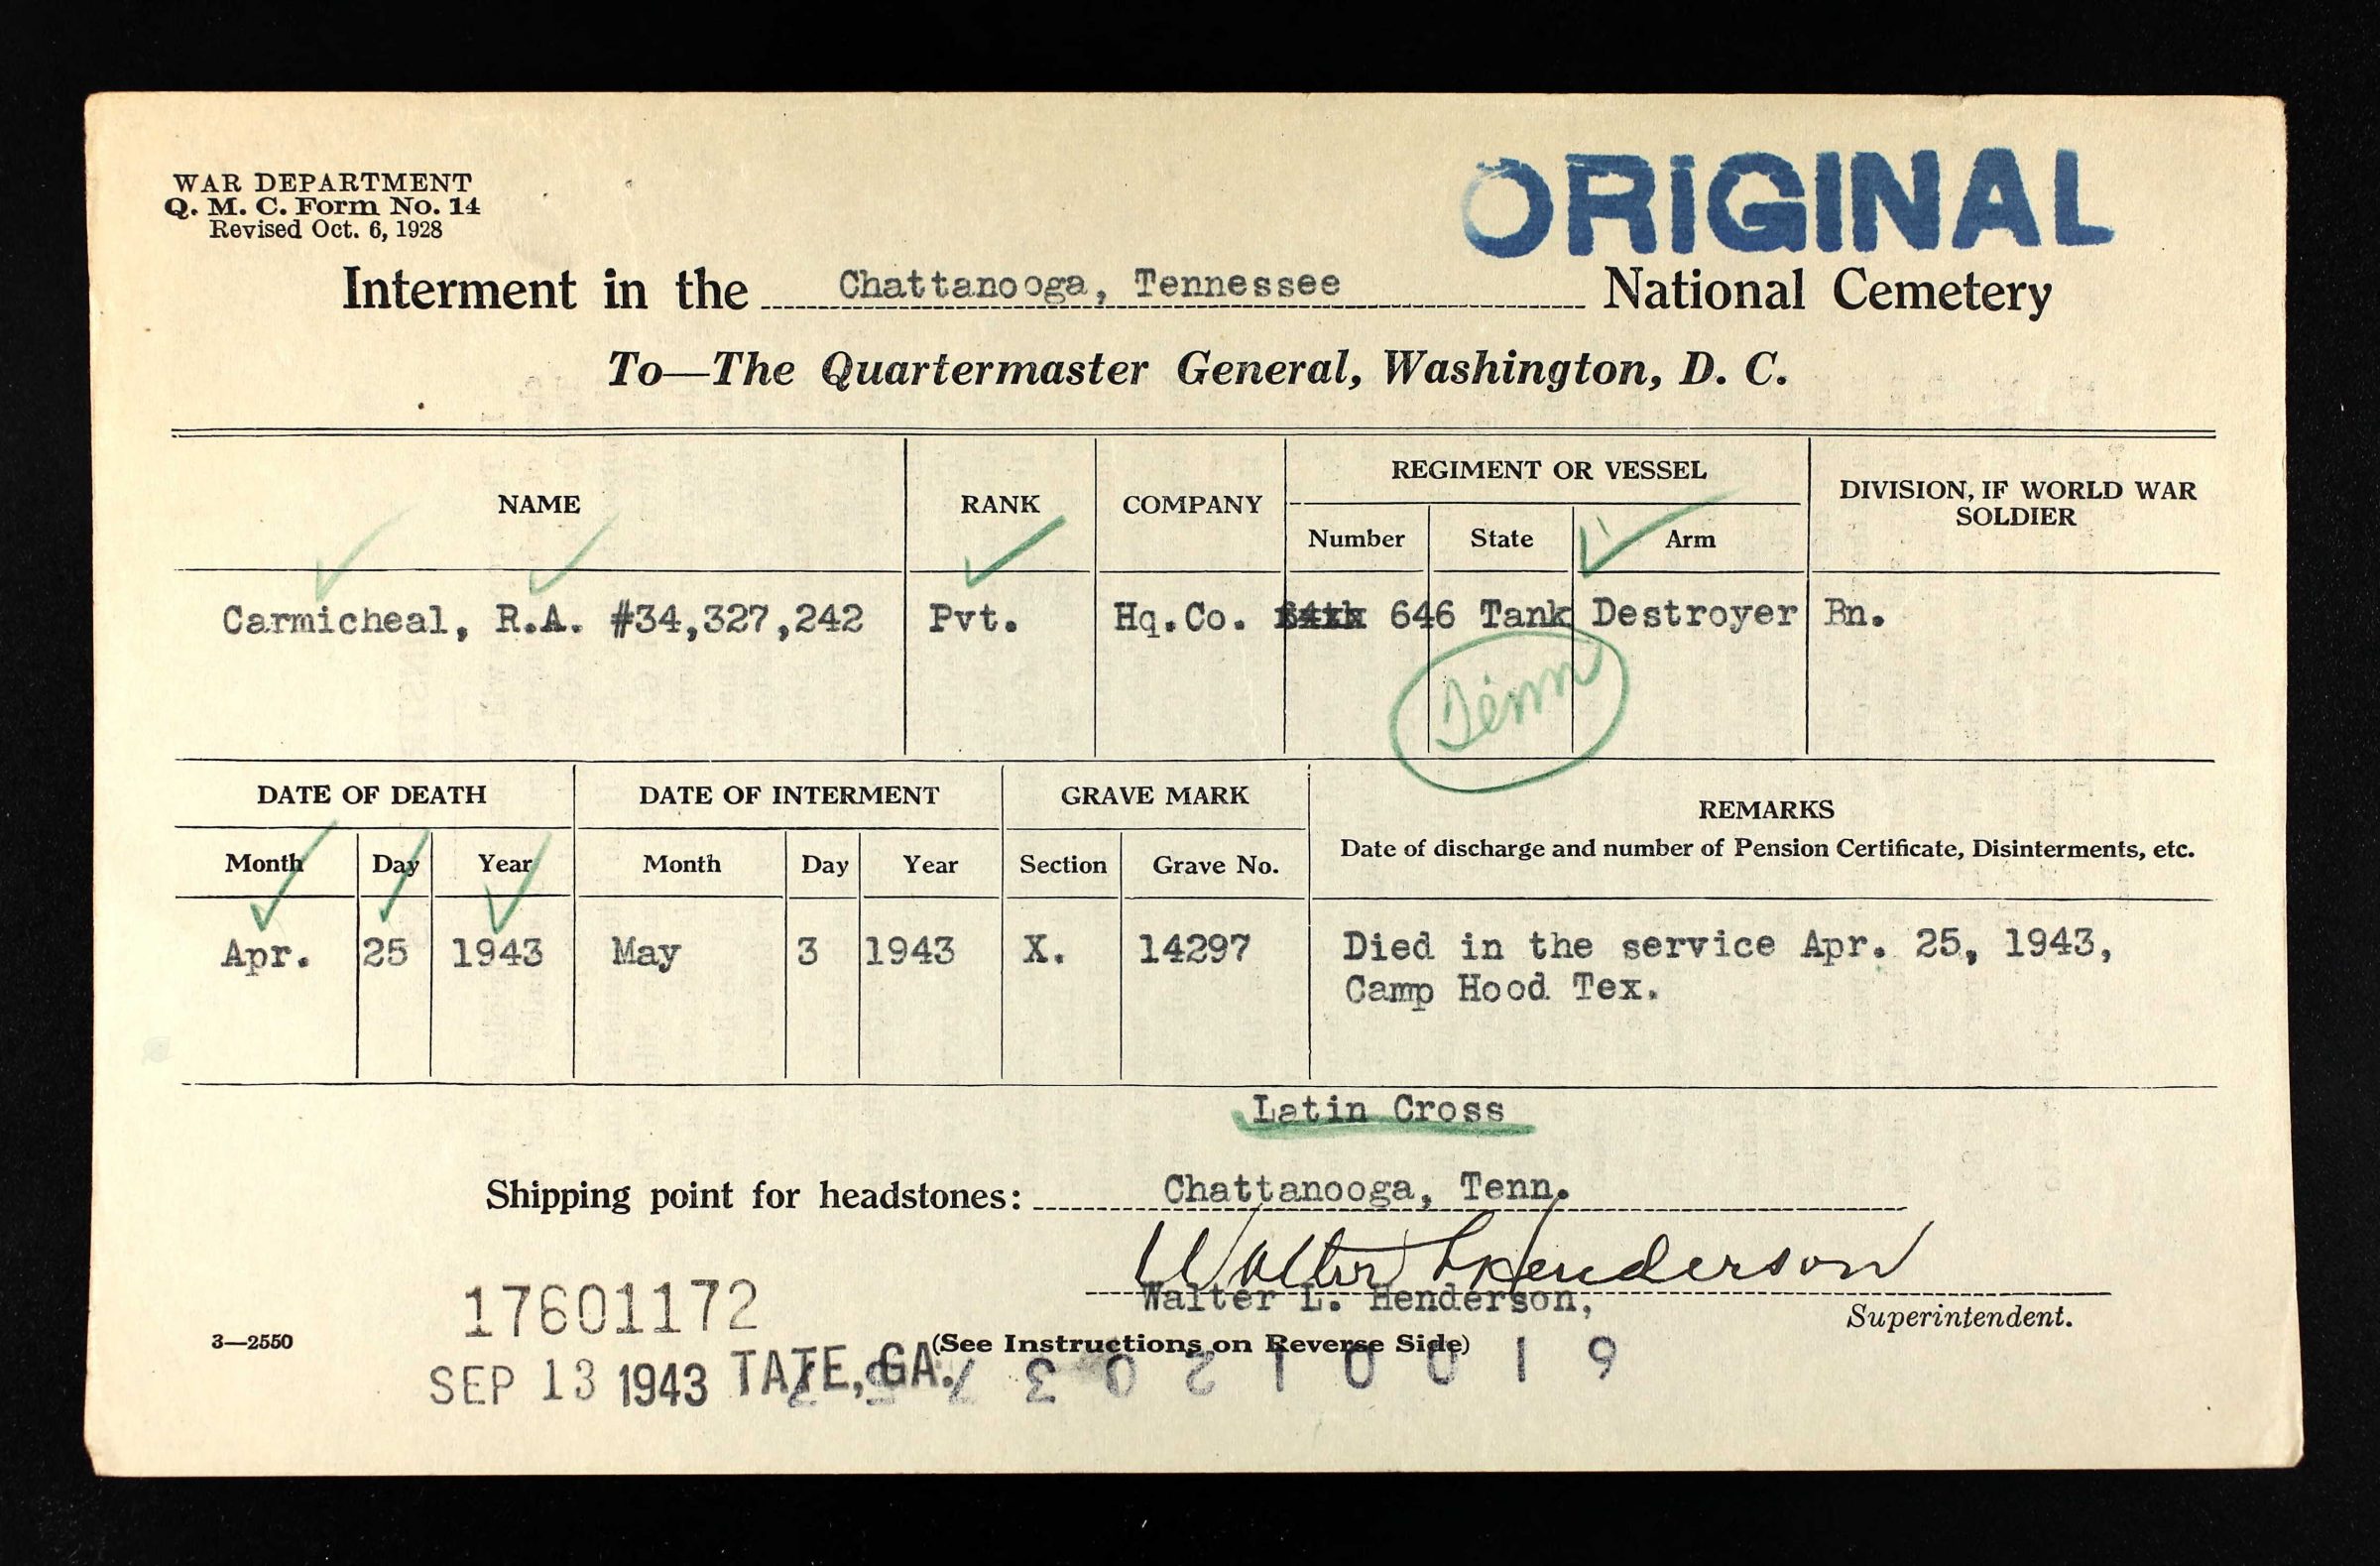 ORIGINAL
WAR DEPARTMENT
Q. M. C. Form No. 14
Revised Oct. 6, 1928
Interment in the Chattanooga, Tennessee National Cemetery
To—The Quartermaster General, Washington, D. C.
NAME
RANK
COMPANY
REGIMENT OR VESSEL
Number
State
Arm
DIVISION, IF WORLD WAR
SOLDIER
Carmicheal, R.A. #34,327,242 Pvt. Hq.Co. 646 Tank Destroyer Bn.
Tenn
DATE OF DEATH
DATE OF INTERMENT
GRAVE MARK
REMARKS
Date of discharge and number of Pension Certificate, Disinterments, etc.
Month Day Year Month Day Year Section Grave No.
Apr. 25 1943 May 3 1943 X. 14297 Died in the service Apr. 25, 1943,
Camp Hood Tex.
Latin Cross
Shipping point for headstones: Chattanooga, Tenn.
Walter L. Henderson
Walter L. Henderson,
Superintendent.
17601172
3—2550
(See Instructions on Reverse Side)
SEP 13 1943 TATE, GA.